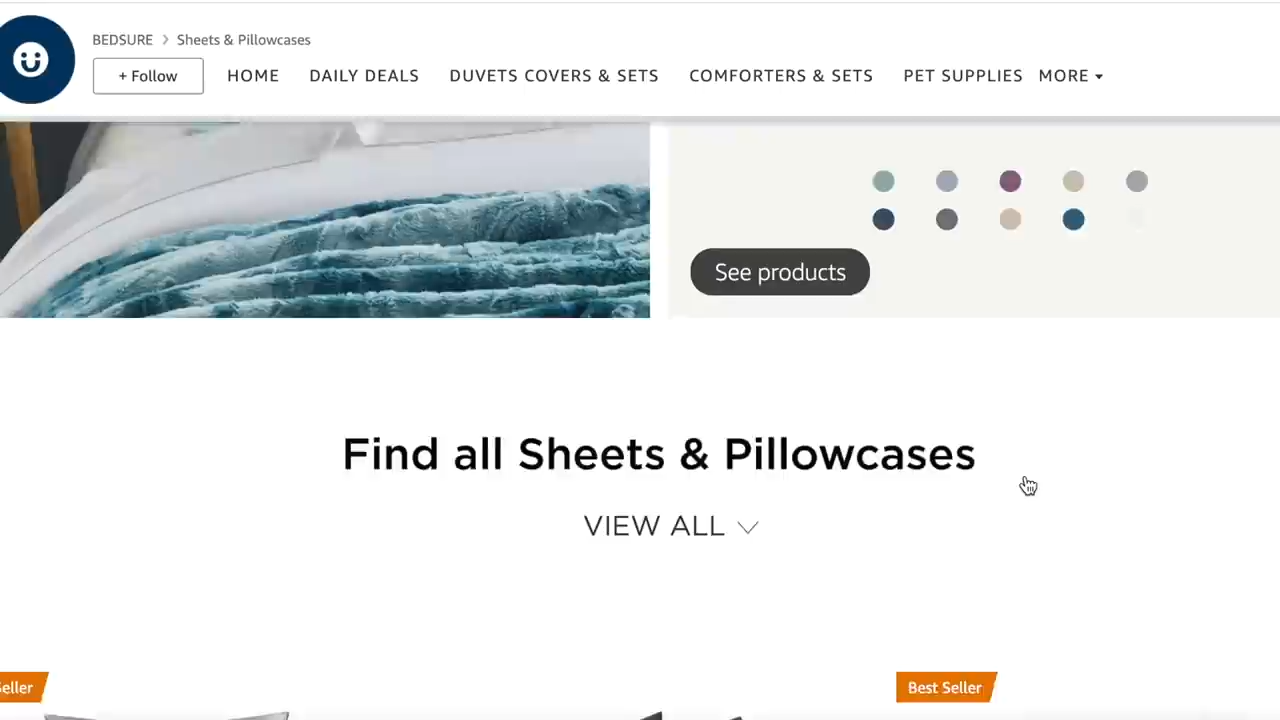 BEDSURE > Sheets & Pillowcases
+ Follow
HOME
DAILY DEALS
DUVETS COVERS & SETS
COMFORTERS & SETS
PET SUPPLIES
MORE
See products
Find all Sheets & Pillowcases
VIEW ALL
Seller
Best Seller